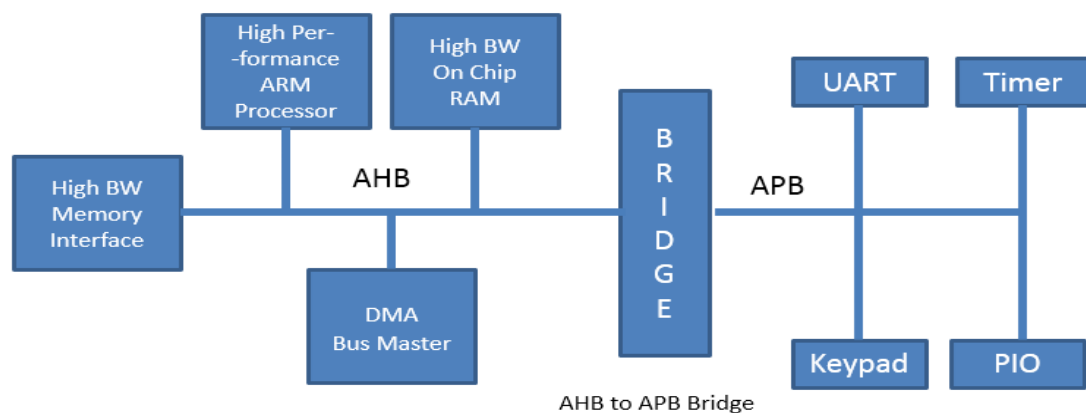 High Per-
-formance
ARM
Processor
High BW
On Chip
RAM
UART
Timer
B
R
I
D
G
E
AHB
APB
High BW
Memory
Interface
DMA
Bus Master
Keypad
PIO
AHB to APB Bridge